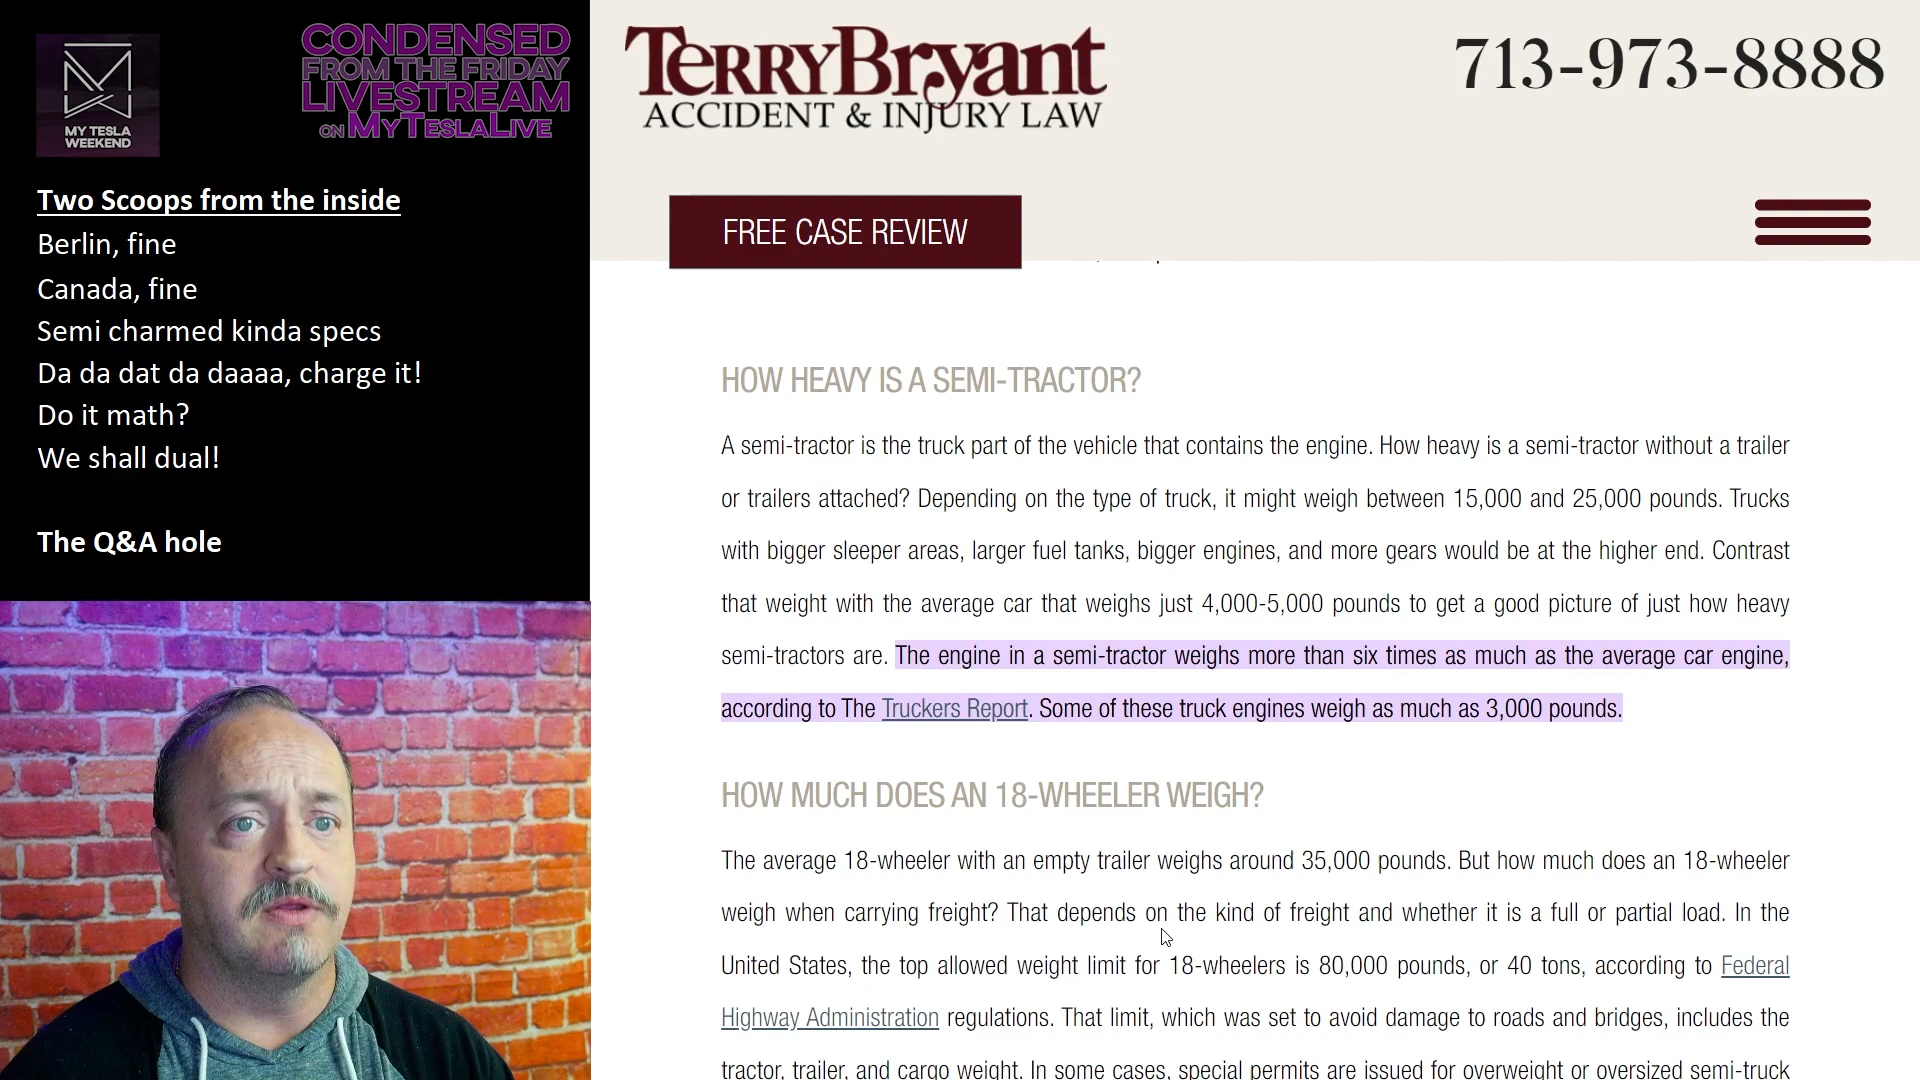 MY TESLA
WEEKEND
CONDENSED
FROM THE FRIDAY
LIVESTREAM
ON MYTESLALIVE
Two Scoops from the inside
Berlin, fine
Canada, fine
Semi charmed kinda specs
Da da dat da daaaa, charge it!
Do it math?
We shall dual!
The Q&A hole
TERRYBRYANT
ACCIDENT & INJURY LAW
713-973-8888
FREE CASE REVIEW
HOW HEAVY IS A SEMI-TRACTOR?
A semi-tractor is the truck part of the vehicle that contains the engine. How heavy is a semi-tractor without a trailer
or trailers attached? Depending on the type of truck, it might weigh between 15,000 and 25,000 pounds. Trucks
with bigger sleeper areas, larger fuel tanks, bigger engines, and more gears would be at the higher end. Contrast
that weight with the average car that weighs just 4,000-5,000 pounds to get a good picture of just how heavy
semi-tractors are. The engine in a semi-tractor weighs more than six times as much as the average car engine,
according to The Truckers Report. Some of these truck engines weigh as much as 3,000 pounds.
HOW MUCH DOES AN 18-WHEELER WEIGH?
The average 18-wheeler with an empty trailer weighs around 35,000 pounds. But how much does an 18-wheeler
weigh when carrying freight? That depends on the kind of freight and whether it is a full or partial load. In the
United States, the top allowed weight limit for 18-wheelers is 80,000 pounds, or 40 tons, according to Federal
Highway Administration regulations. That limit, which was set to avoid damage to roads and bridges, includes the
tractor, trailer, and cargo weight. In some cases, special permits are issued for overweight or oversized semi-truck